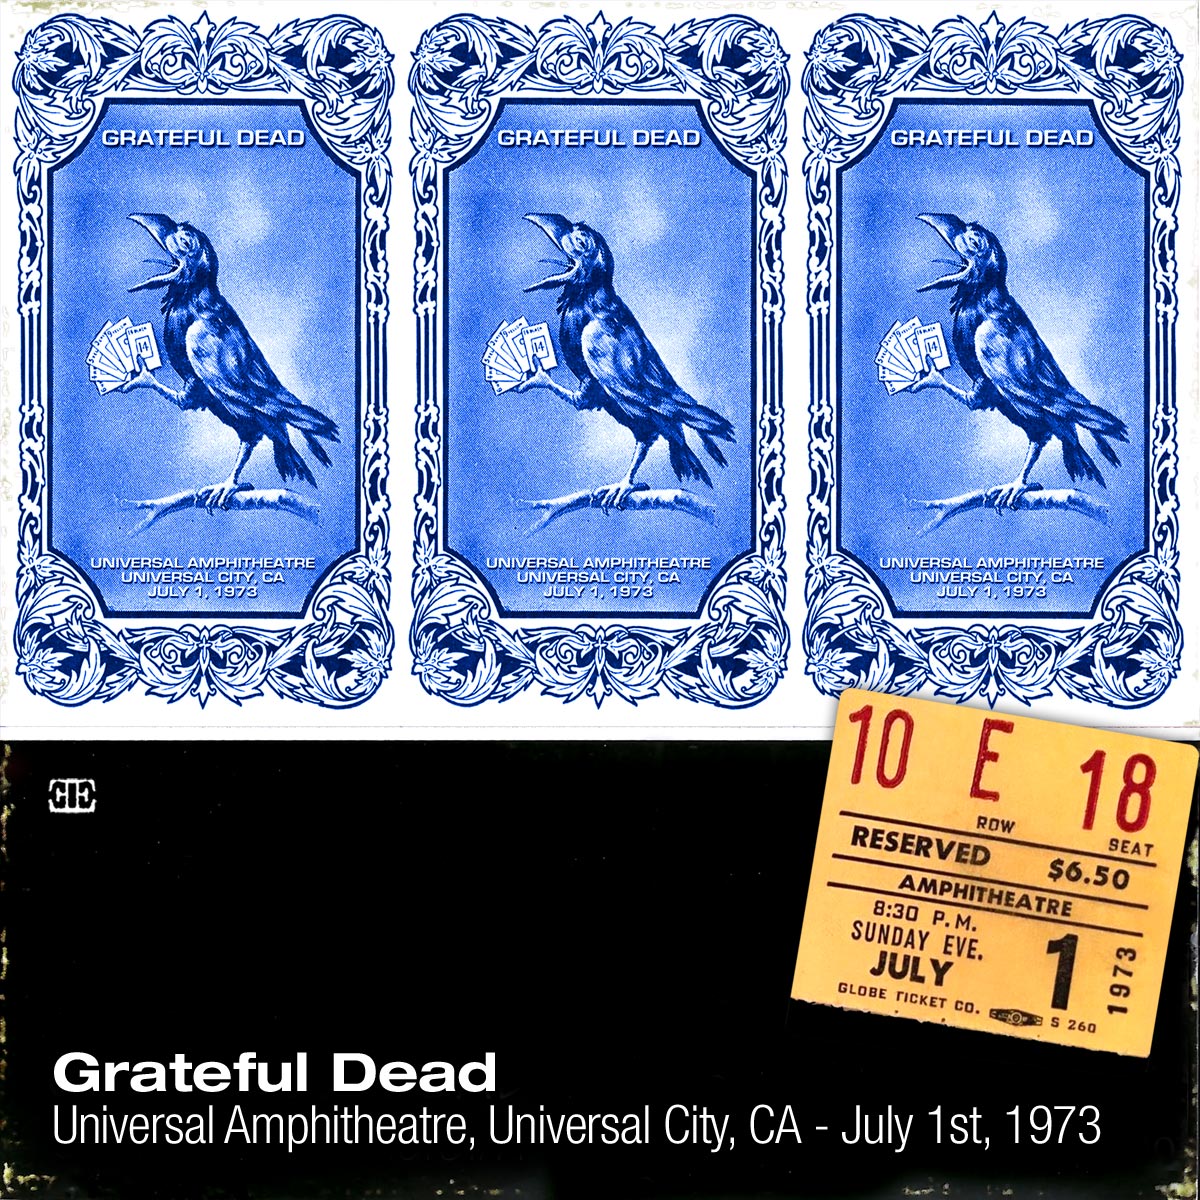 GRATEFUL DEAD
UNIVERSAL AMPHITHEATRE
UNIVERSAL CITY, CA
JULY 1, 1973
GRATEFUL DEAD
UNIVERSAL AMPHITHEATRE
UNIVERSAL CITY, CA
JULY 1, 1973
GRATEFUL DEAD
UNIVERSAL AMPHITHEATRE
UNIVERSAL CITY, CA
JULY 1, 1973
10 E 18
ROW SEAT
RESERVED $6.50
AMPHITHEATRE
8:30 P.M.
SUNDAY EVE.
JULY 1 1973
GLOBE TICKET CO. S 260
Grateful Dead
Universal Amphitheatre, Universal City, CA - July 1st, 1973